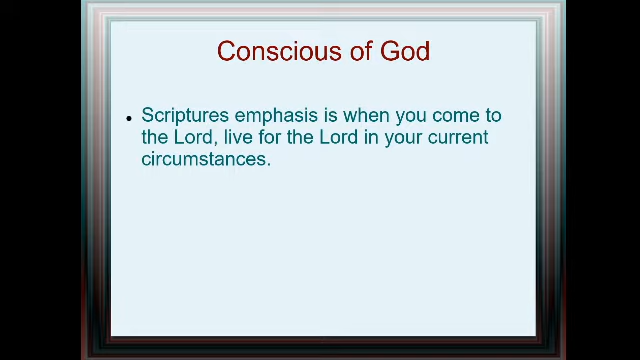 Conscious of God
• Scriptures emphasis is when you come to
the Lord, live for the Lord in your current
circumstances.